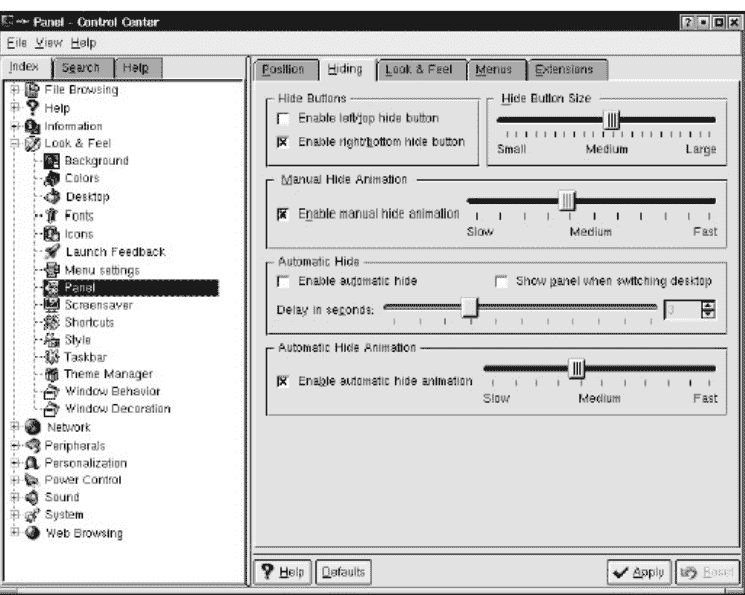 Panel - Control Center
File View Help
Index Search Help
File Browsing
Help
Information
Look & Feel
Background
Colors
Desktop
Fonts
Icons
Launch Feedback
Menu settings
Panel
Screensaver
Shortcuts
Style
Taskbar
Theme Manager
Window Behavior
Window Decoration
Network
Peripherals
Personalization
Power Control
Sound
System
Web Browsing
Position Hiding Look & Feel Menus Extensions
Hide Buttons
Enable left/top hide button
Enable right/bottom hide button
Hide Button Size
Small Medium Large
Manual Hide Animation
Enable manual hide animation
Slow Medium Fast
Automatic Hide
Enable automatic hide
Show panel when switching desktop
Delay in seconds:
3
Automatic Hide Animation
Enable automatic hide animation
Slow Medium Fast
Help Defaults Apply Reset